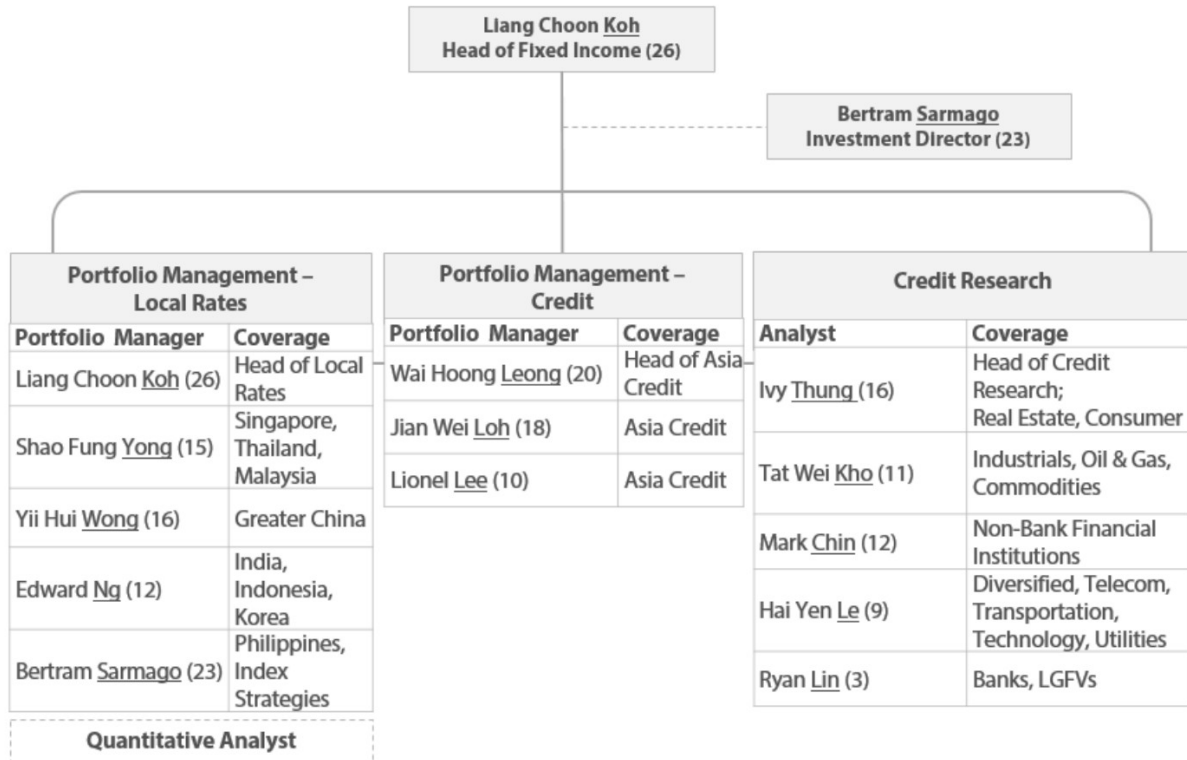 Liang Choon Koh
Head of Fixed Income (26)
Bertram Sarmago
Investment Director (23)
Portfolio Management –
Local Rates
Portfolio Manager Coverage
Liang Choon Koh (26) Head of Local
Rates
Shao Fung Yong (15) Singapore,
Thailand,
Malaysia
Yii Hui Wong (16) Greater China
Edward Ng (12) India,
Indonesia,
Korea
Bertram Sarmago (23) Philippines,
Index
Strategies
Quantitative Analyst
Portfolio Management –
Credit
Portfolio Manager Coverage
Wai Hoong Leong (20) Head of Asia
Credit
Jian Wei Loh (18) Asia Credit
Lionel Lee (10) Asia Credit
Credit Research
Analyst Coverage
Ivy Thung (16) Head of Credit
Research;
Real Estate, Consumer
Tat Wei Kho (11) Industrials, Oil & Gas,
Commodities
Mark Chin (12) Non-Bank Financial
Institutions
Hai Yen Le (9) Diversified, Telecom,
Transportation,
Technology, Utilities
Ryan Lin (3) Banks, LGFVs